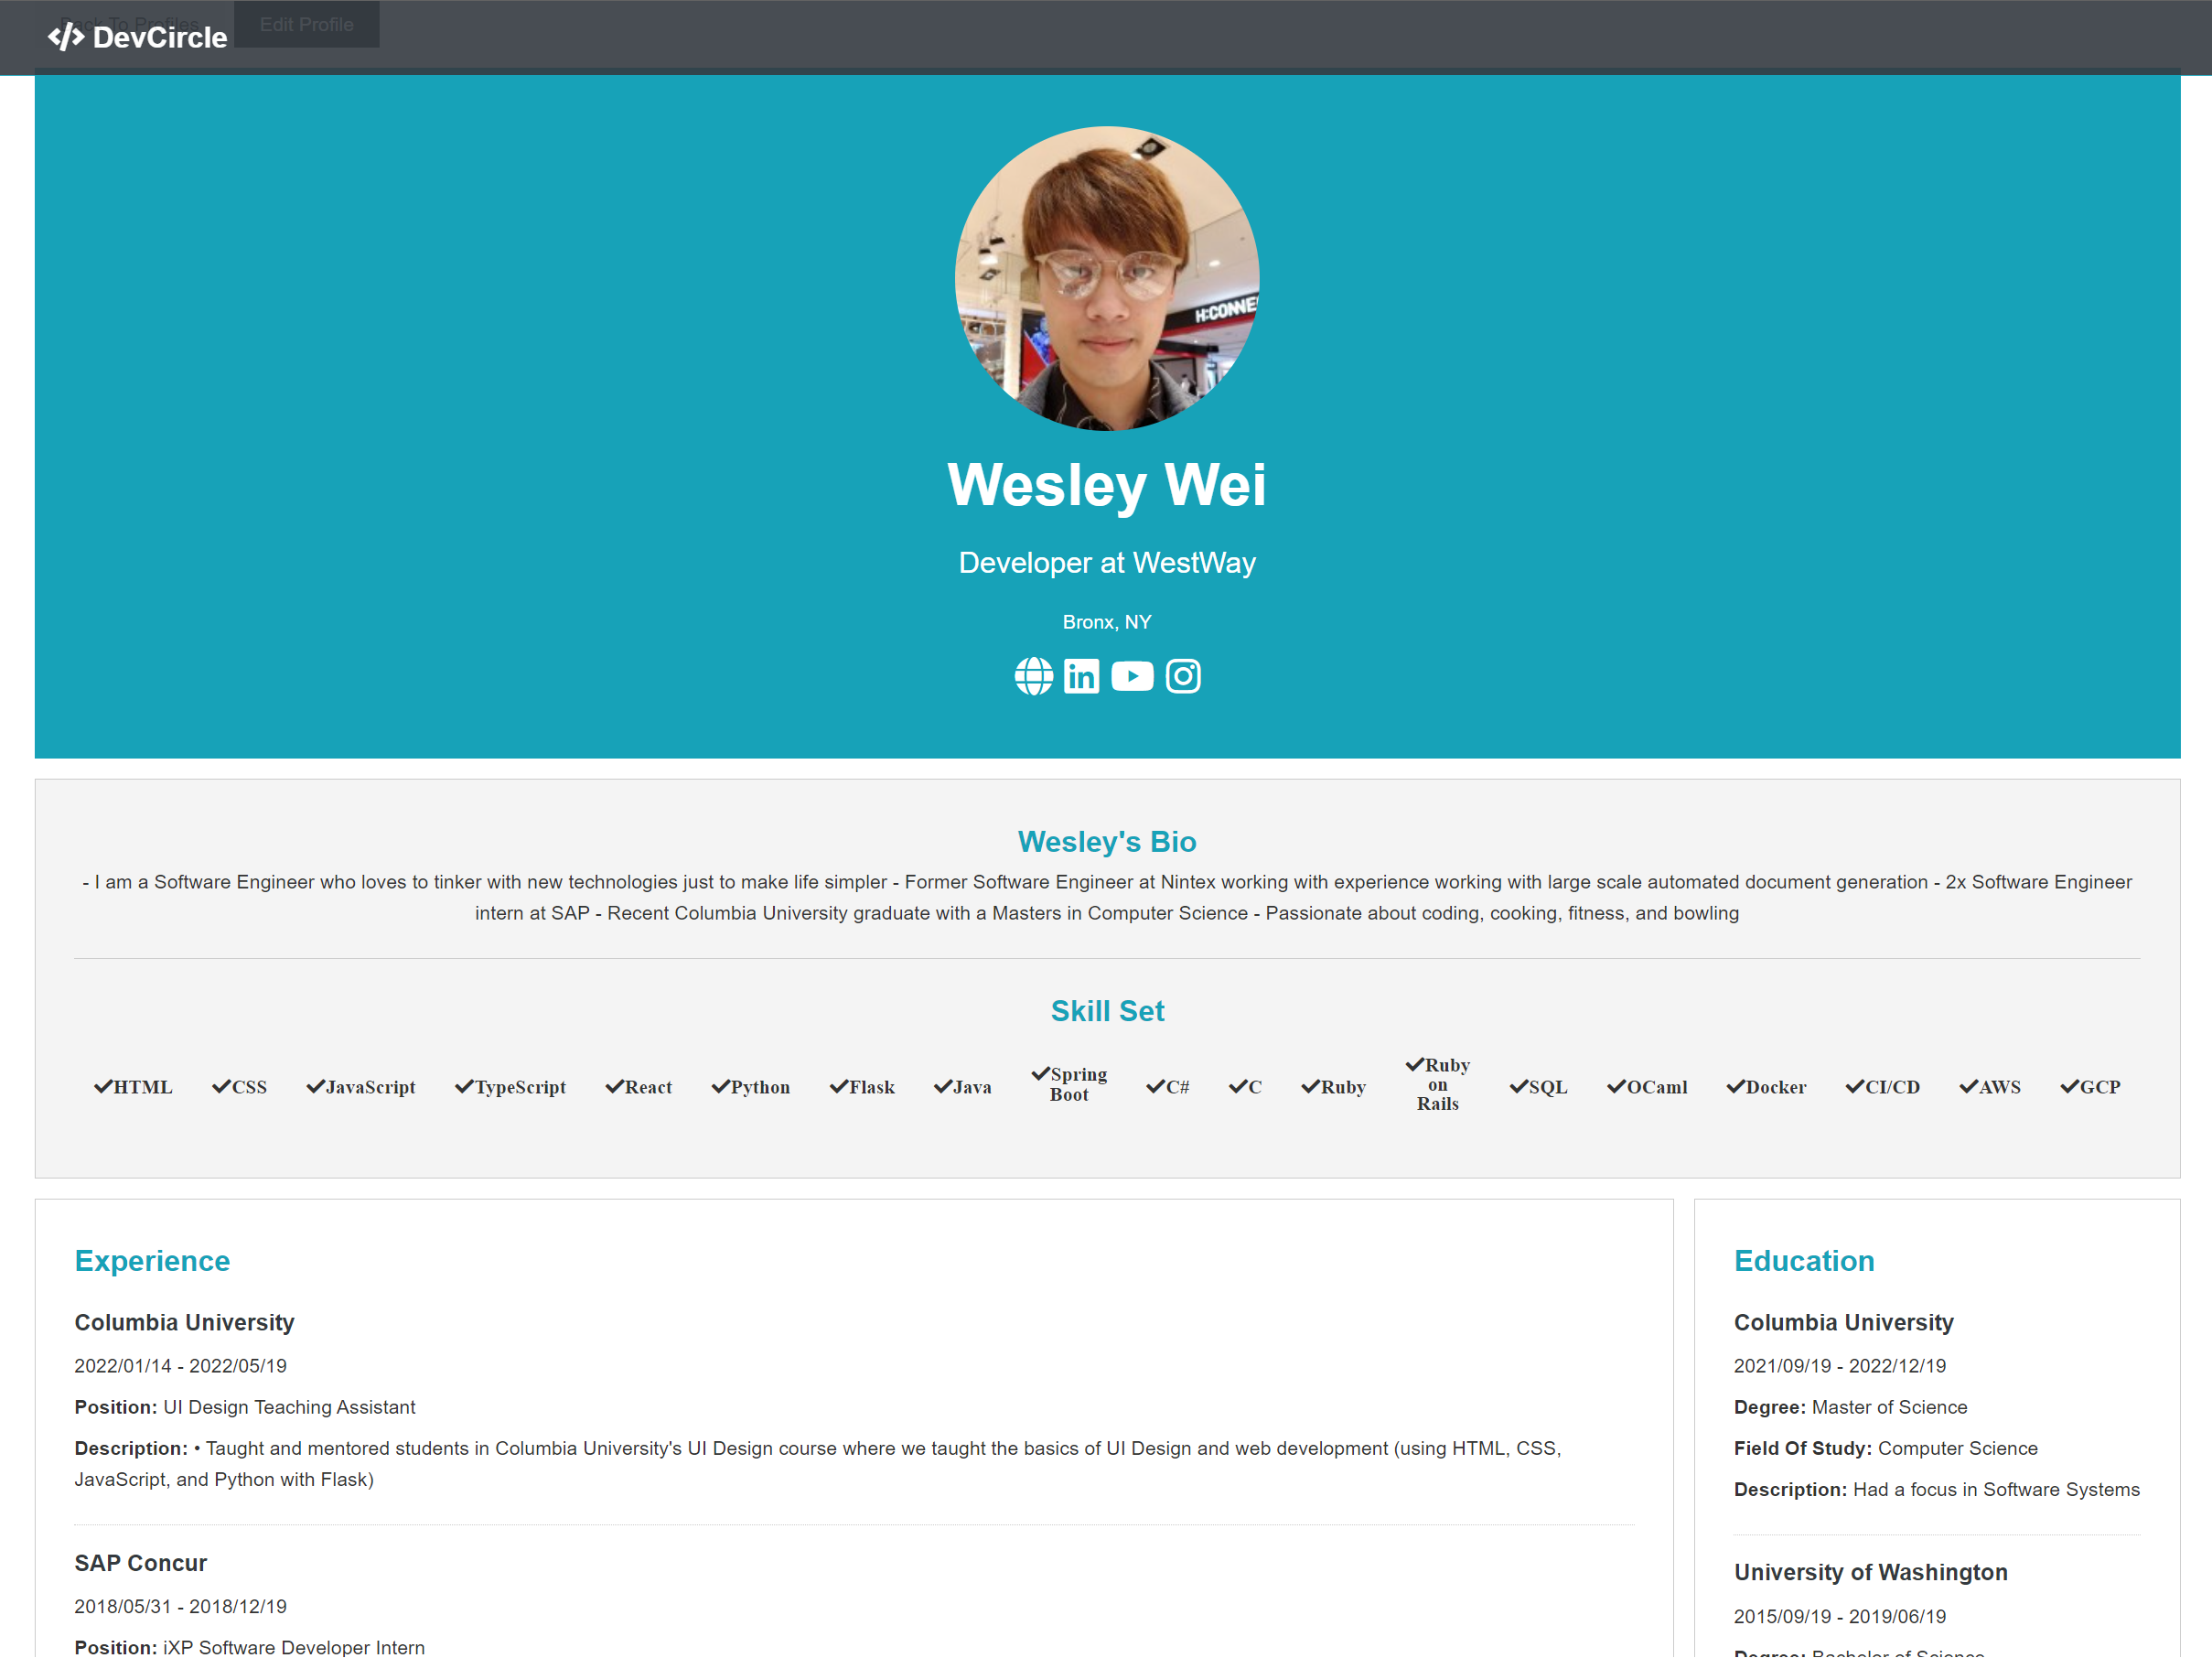 Back To Profiles
Edit Profile
DevCircle
H:CONNE
Wesley Wei
Developer at WestWay
Bronx, NY
in
Wesley's Bio
- I am a Software Engineer who loves to tinker with new technologies just to make life simpler - Former Software Engineer at Nintex working with experience working with large scale automated document generation - 2x Software Engineer
intern at SAP - Recent Columbia University graduate with a Masters in Computer Science - Passionate about coding, cooking, fitness, and bowling
Skill Set
HTML
CSS
JavaScript
TypeScript
React
Python
Flask
Java
Spring
Boot
C#
C
Ruby
Ruby
on
Rails
SQL
OCaml
Docker
CI/CD
AWS
GCP
Experience
Columbia University
2022/01/14 - 2022/05/19
Position: UI Design Teaching Assistant
Description: • Taught and mentored students in Columbia University's UI Design course where we taught the basics of UI Design and web development (using HTML, CSS,
JavaScript, and Python with Flask)
SAP Concur
2018/05/31 - 2018/12/19
Position: iXP Software Developer Intern
Education
Columbia University
2021/09/19 - 2022/12/19
Degree: Master of Science
Field Of Study: Computer Science
Description: Had a focus in Software Systems
University of Washington
2015/09/19 - 2019/06/19
Degree: Bachelor of Science